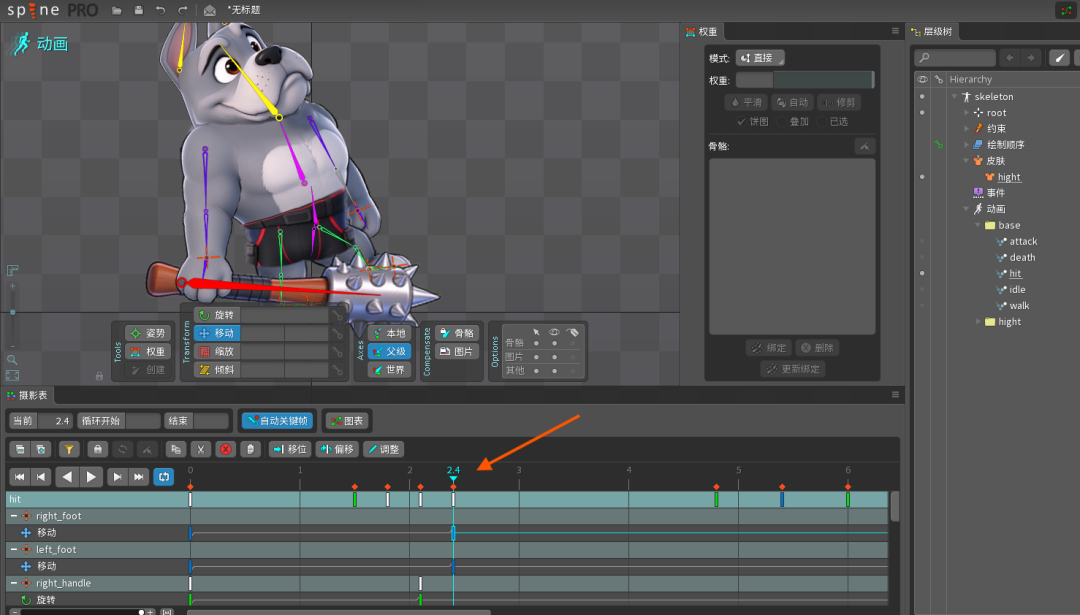 spine PRO *无标题
动画
权重
模式: 直接
权重:
平滑 自动 修剪
饼图 叠加 已选
骨骼:
绑定 删除
更新绑定
层级树
Hierarchy
skeleton
root
约束
绘制顺序
皮肤
hight
事件
动画
base
attack
death
hit
idle
walk
hight
Tools
姿势
权重
创建
Transform
旋转
移动
缩放
倾斜
Axes
本地
父级
世界
Compensate
骨骼
图片
Options
骨骼
图片
其他
摄影表
当前 2.4 循环开始 结束 自动关键帧 图表
移位 偏移 调整
0 2 2.4 3 4 5 6
hit
right_foot
移动
left_foot
移动
right_handle
旋转